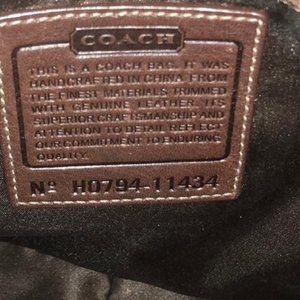 COACH
THIS IS A COACH BAG. IT WAS
HANDCRAFTED IN CHINA FROM
THE FINEST MATERIALS TRIMMED
WITH GENUINE LEATHER. ITS
SUPERIOR CRAFTSMANSHIP AND
ATTENTION TO DETAIL REFLECT
OUR COMMITMENT TO ENDURING
QUALITY.
Nº H0794-11434